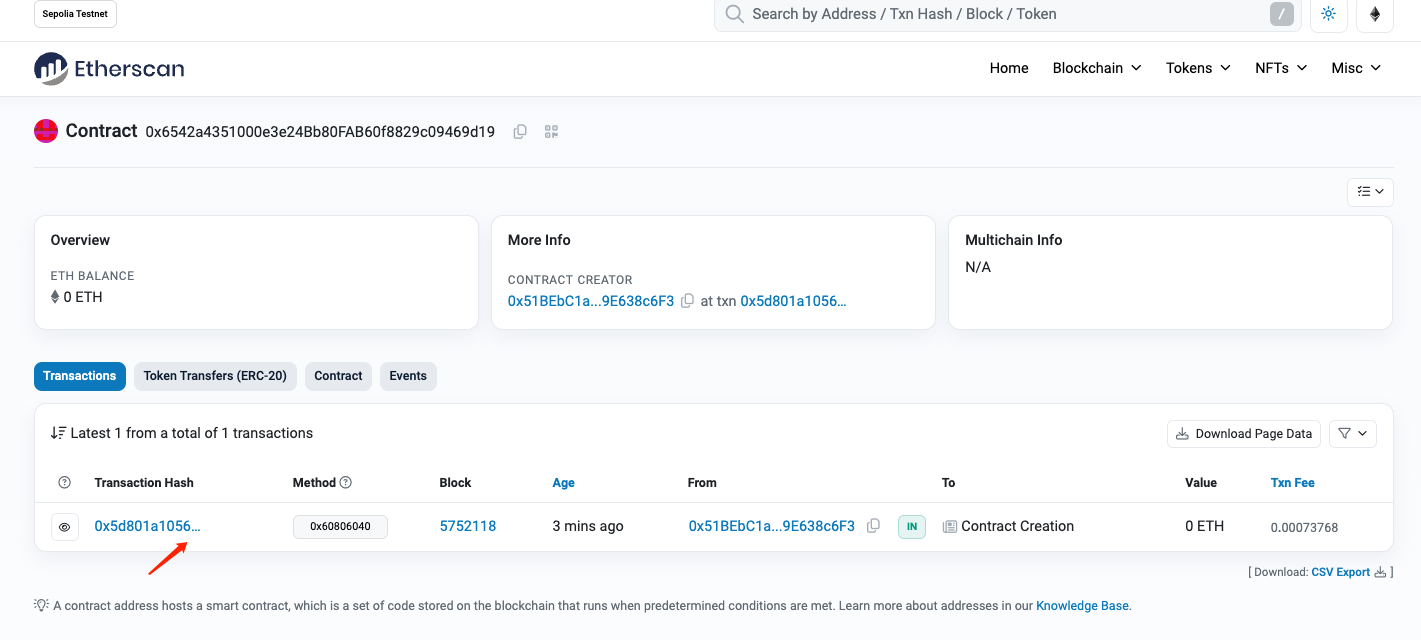 Sepolia Testnet
Search by Address / Txn Hash / Block / Token /
Etherscan
Home Blockchain Tokens NFTs Misc
Contract 0x6542a4351000e3e24Bb80FAB60f8829c09469d19
Overview
ETH BALANCE
0 ETH
More Info
CONTRACT CREATOR
0x51BEbC1a...9E638c6F3 at txn 0x5d801a1056...
Multichain Info
N/A
Transactions Token Transfers (ERC-20) Contract Events
Latest 1 from a total of 1 transactions
Download Page Data
? Transaction Hash Method ? Block Age From To Value Txn Fee
0x5d801a1056... 0x60806040 5752118 3 mins ago 0x51BEbC1a...9E638c6F3 IN Contract Creation 0 ETH 0.00073768
[ Download: CSV Export ]
A contract address hosts a smart contract, which is a set of code stored on the blockchain that runs when predetermined conditions are met. Learn more about addresses in our Knowledge Base.